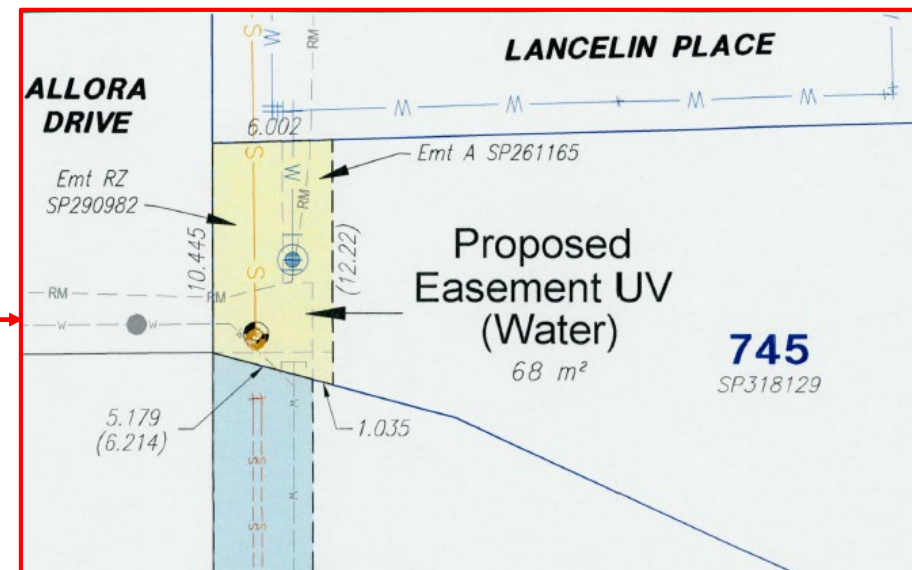 LANCELIN PLACE
ALLORA
DRIVE
RM
S
W
W
W
W
W
6.002
Emt A SP261165
Emt RZ
SP290982
S
W
RM
10.445
(12.22)
Proposed
Easement UV
(Water)
68 m²
745
SP318129
S
RM
RM
W
W
5.179
(6.214)
1.035
W
S
S
W
S
S